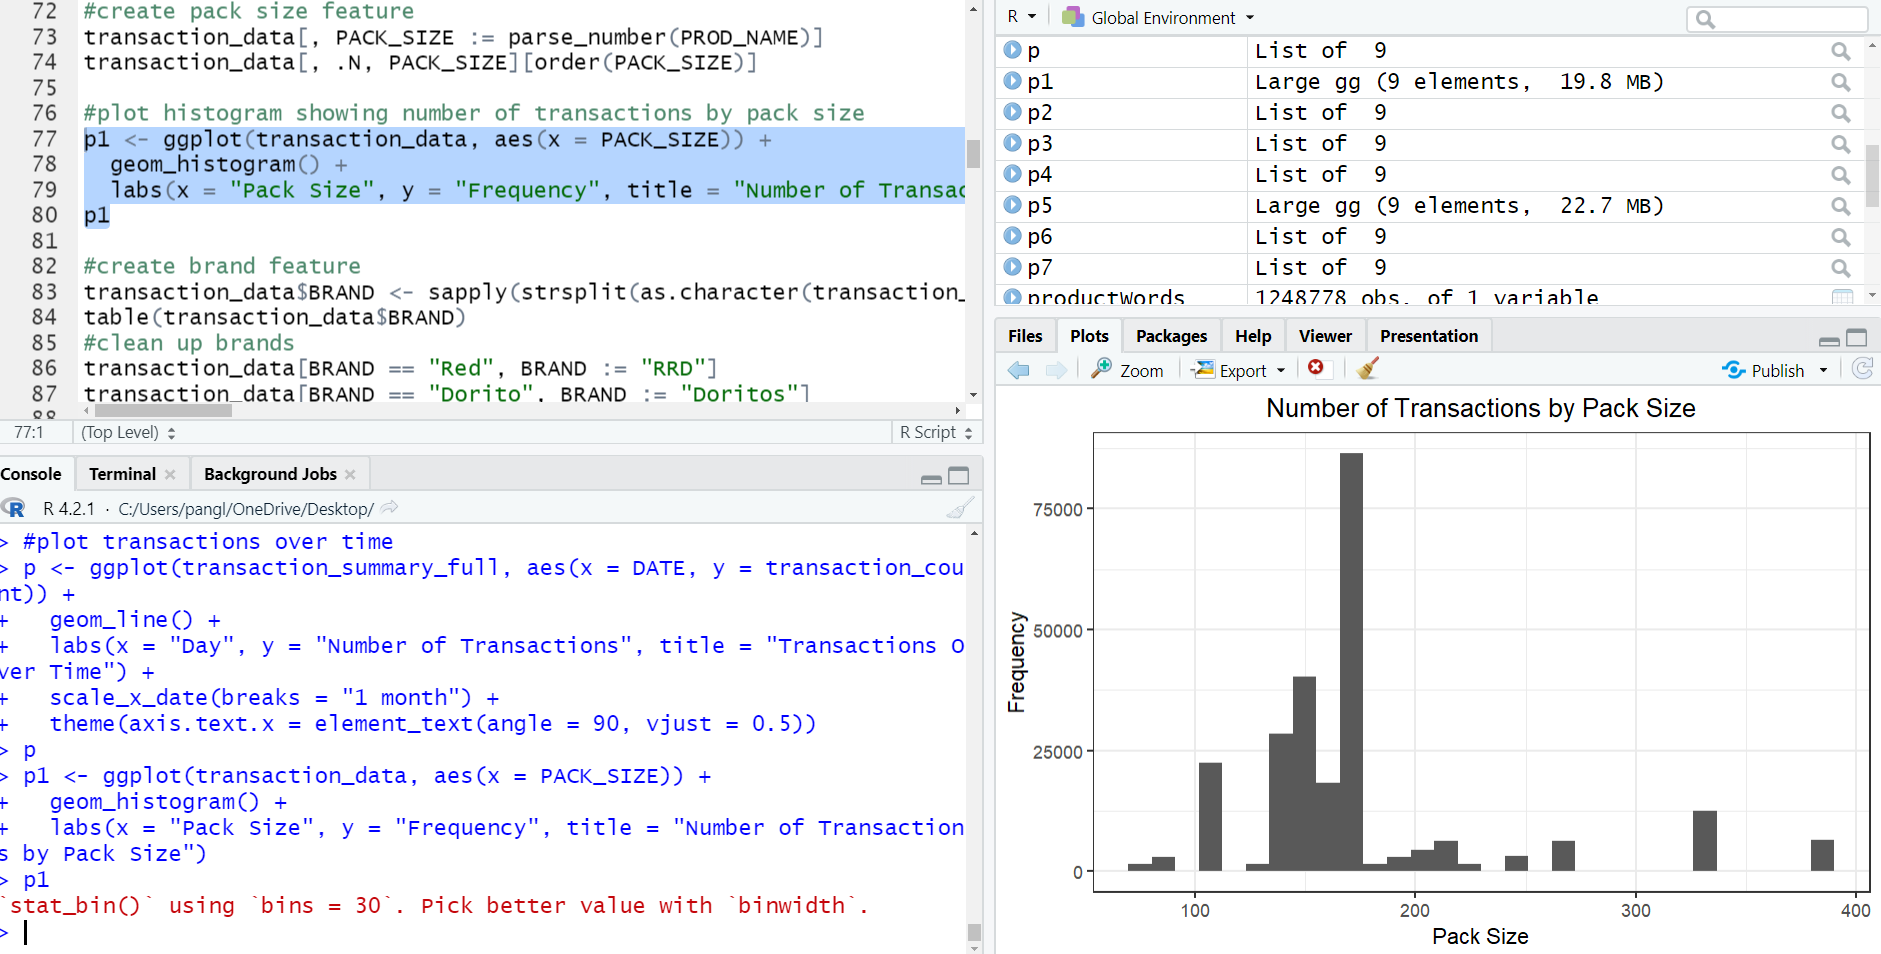 72 #create pack size feature
73 transaction_data[, PACK_SIZE := parse_number(PROD_NAME)]
74 transaction_data[, .N, PACK_SIZE][order(PACK_SIZE)]
75
76 #plot histogram showing number of transactions by pack size
77 p1 <- ggplot(transaction_data, aes(x = PACK_SIZE)) +
78   geom_histogram() +
79   labs(x = "Pack Size", y = "Frequency", title = "Number of Transac
80 p1
81
82 #create brand feature
83 transaction_data$BRAND <- sapply(strsplit(as.character(transaction_
84 table(transaction_data$BRAND)
85 #clean up brands
86 transaction_data[BRAND == "Red", BRAND := "RRD"]
87 transaction_data[BRAND == "Dorito", BRAND := "Doritos"]
88
77:1 (Top Level) R Script
Console Terminal Background Jobs
R 4.2.1 · C:/Users/pangl/OneDrive/Desktop/
> #plot transactions over time
> p <- ggplot(transaction_summary_full, aes(x = DATE, y = transaction_cou
nt)) +
+   geom_line() +
+   labs(x = "Day", y = "Number of Transactions", title = "Transactions O
ver Time") +
+   scale_x_date(breaks = "1 month") +
+   theme(axis.text.x = element_text(angle = 90, vjust = 0.5))
> p
> p1 <- ggplot(transaction_data, aes(x = PACK_SIZE)) +
+   geom_histogram() +
+   labs(x = "Pack Size", y = "Frequency", title = "Number of Transaction
s by Pack Size")
> p1
`stat_bin()` using `bins = 30`. Pick better value with `binwidth`.
>
R Global Environment
p List of 9
p1 Large gg (9 elements, 19.8 MB)
p2 List of 9
p3 List of 9
p4 List of 9
p5 Large gg (9 elements, 22.7 MB)
p6 List of 9
p7 List of 9
productWords 1248778 obs. of 1 variable
Files Plots Packages Help Viewer Presentation
Zoom Export Publish
Number of Transactions by Pack Size
75000
50000
25000
0
Frequency
100 200 300 400
Pack Size